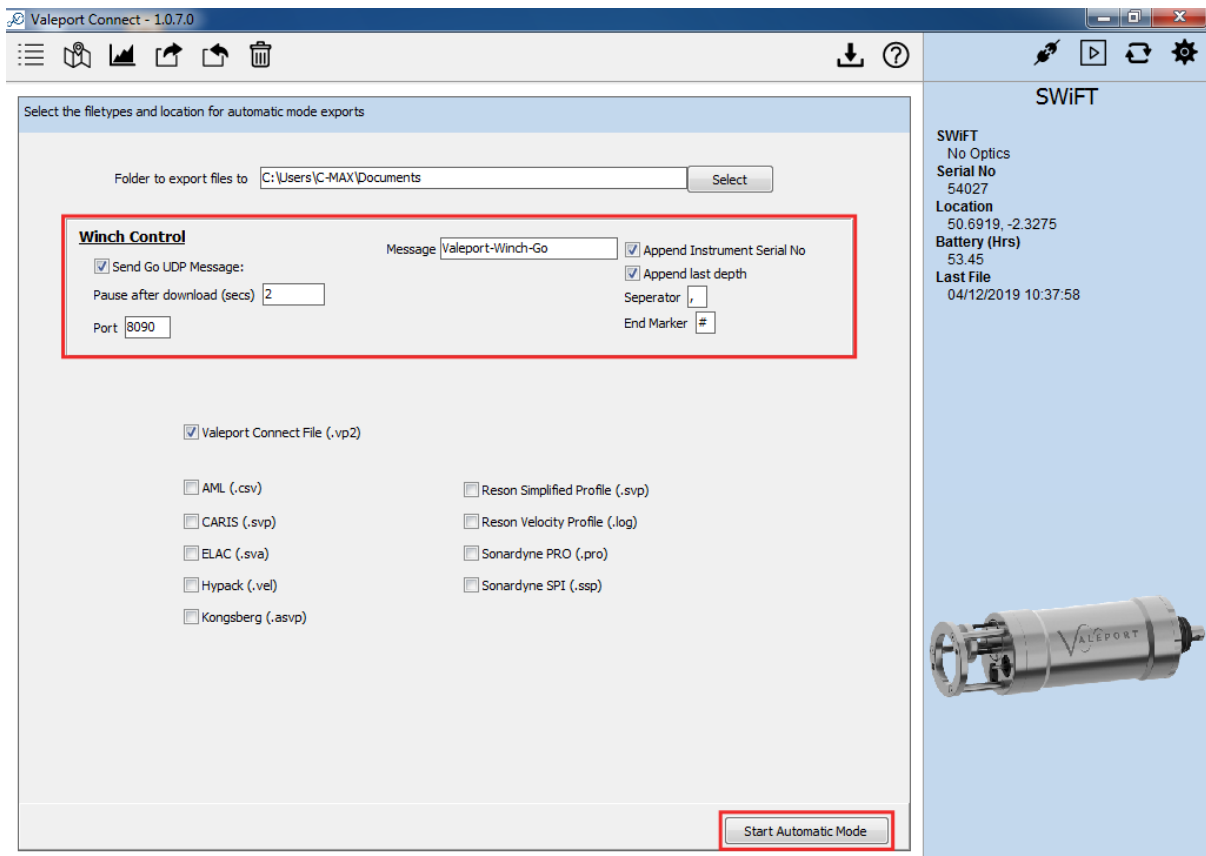 Valeport Connect - 1.0.7.0
Select the filetypes and location for automatic mode exports
Folder to export files to C:\Users\C-MAX\Documents Select
Winch Control
Send Go UDP Message:
Pause after download (secs) 2
Port 8090
Message Valeport-Winch-Go
Append Instrument Serial No
Append last depth
Seperator ,
End Marker #
Valeport Connect File (.vp2)
AML (.csv)
CARIS (.svp)
ELAC (.sva)
Hypack (.vel)
Kongsberg (.asvp)
Reson Simplified Profile (.svp)
Reson Velocity Profile (.log)
Sonardyne PRO (.pro)
Sonardyne SPI (.ssp)
Start Automatic Mode
SWiFT
SWiFT
No Optics
Serial No
54027
Location
50.6919, -2.3275
Battery (Hrs)
53.45
Last File
04/12/2019 10:37:58
VALEPORT